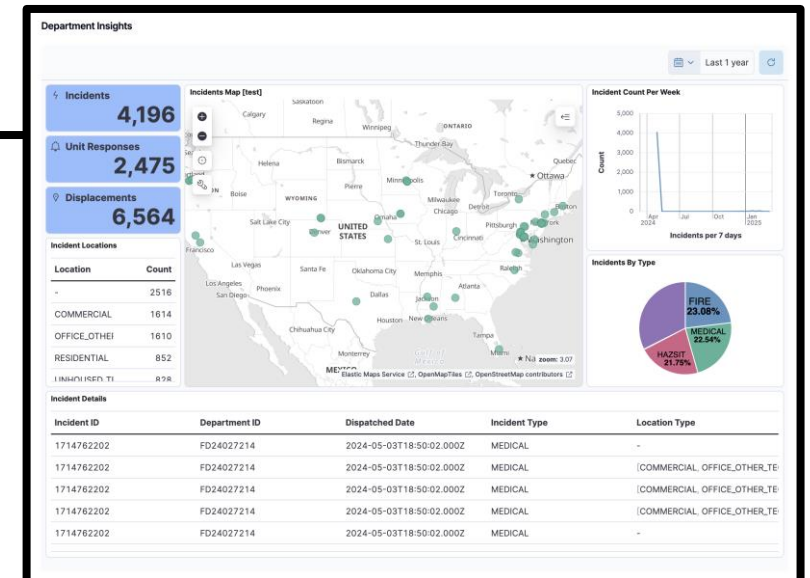 Department Insights
Last 1 year
Incidents
4,196
Unit Responses
2,475
Displacements
6,564
Incident Locations
Location Count
- 2516
COMMERCIAL 1614
OFFICE_OTHEI 1610
RESIDENTIAL 852
UNHOUSED_TI 828
Incidents Map [test]
Saskatoon
Calgary
Regina
Winnipeg
ONTARIO
Thunder Bay
Quebec
Ottawa
Helena
Bismarck
Minneapolis
Pierre
Boise
WYOMING
Milwaukee
Toronto
Detroit
Boston
Chicago
Salt Lake City
Omaha
Pittsburgh
York
Denver
UNITED
STATES
St. Louis
Cincinnati
Washington
Francisco
Las Vegas
Santa Fe
Oklahoma City
Memphis
Raleigh
Los Angeles
Phoenix
San Diego
Atlanta
Dallas
Jackson
Houston
New Orleans
Chihuahua City
Tampa
Monterrey
Gulf of
Mexico
Miami
Na
zoom: 3.07
MEXICO
Elastic Maps Service, OpenMapTiles, OpenStreetMap contributors
Incident Count Per Week
5,000
4,000
3,000
2,000
1,000
0
Count
Apr Jul Oct Jan
2024 2025
Incidents per 7 days
Incidents By Type
FIRE
23.08%
MEDICAL
22.54%
HAZSIT
21.75%
Incident Details
Incident ID Department ID Dispatched Date Incident Type Location Type
1714762202 FD24027214 2024-05-03T18:50:02.000Z MEDICAL -
1714762202 FD24027214 2024-05-03T18:50:02.000Z MEDICAL [COMMERCIAL, OFFICE_OTHER_TE
1714762202 FD24027214 2024-05-03T18:50:02.000Z MEDICAL [COMMERCIAL, OFFICE_OTHER_TE
1714762202 FD24027214 2024-05-03T18:50:02.000Z MEDICAL [COMMERCIAL, OFFICE_OTHER_TE
1714762202 FD24027214 2024-05-03T18:50:02.000Z MEDICAL -